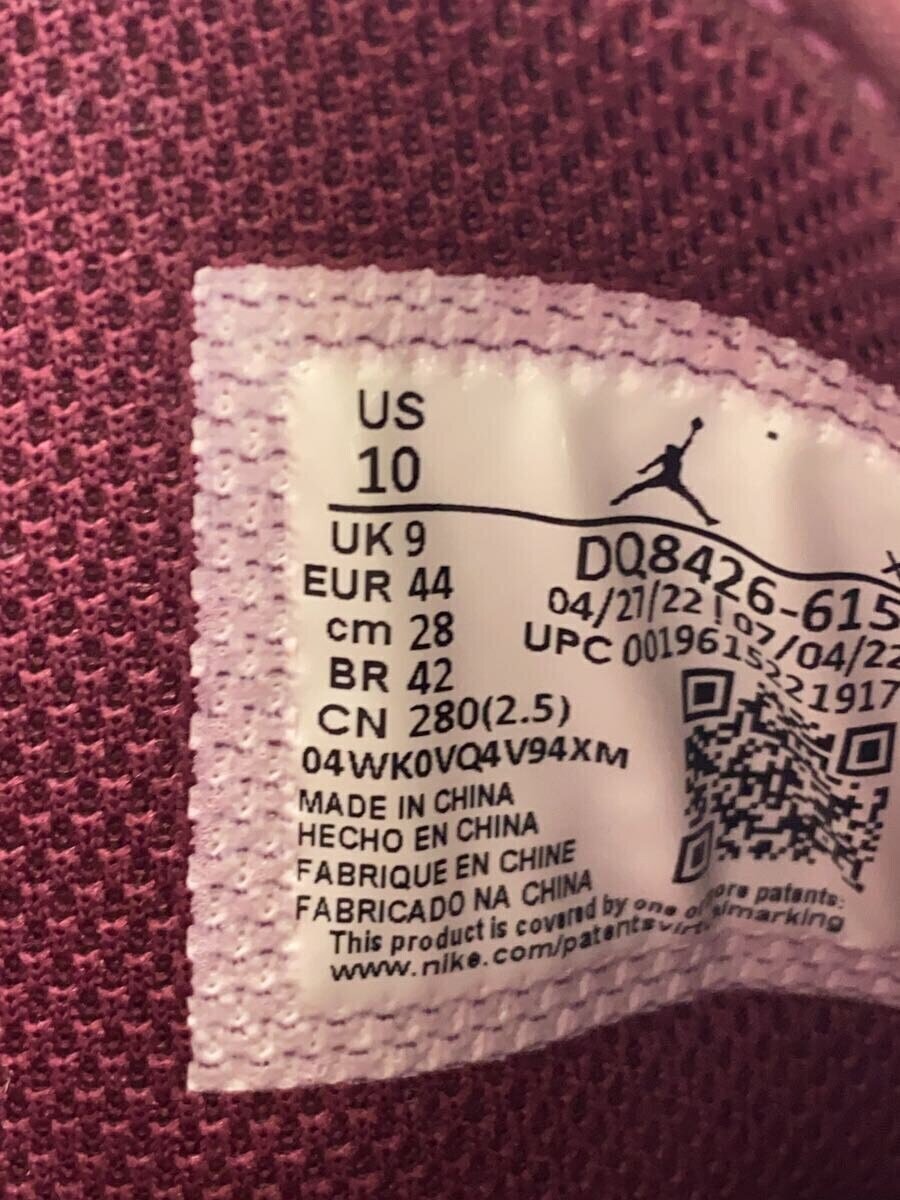 US
10
UK 9
EUR 44
cm 28
BR 42
CN 280(2.5)
04WK0VQ4V94XM
MADE IN CHINA
HECHO EN CHINA
FABRIQUE EN CHINE
FABRICADO NA CHINA
This product is covered by one or more patents:
www.nike.com/patentsvirtualmarking
X
DQ8426-615
04/27/22 | 07/04/22
UPC 00196152221917